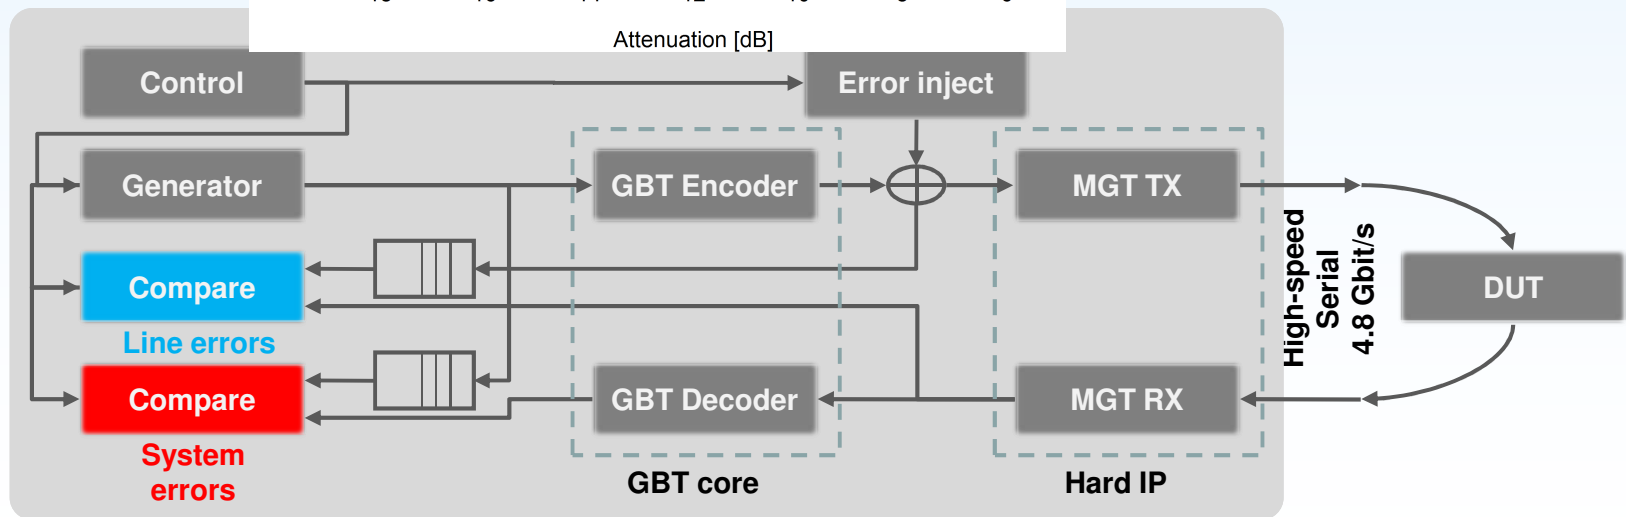 Attenuation [dB]
Control
Error inject
Generator
GBT Encoder
MGT TX
High-speed
Serial
4.8 Gbit/s
Compare
DUT
Line errors
Compare
GBT Decoder
MGT RX
System
errors
GBT core
Hard IP